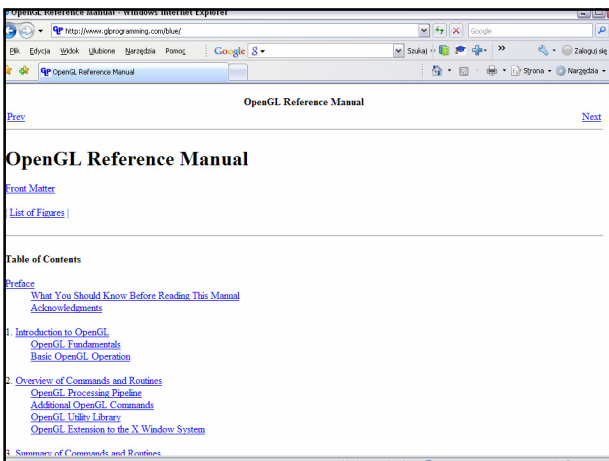 OpenGL Reference Manual - Windows Internet Explorer
http://www.glprogramming.com/blue/
Google
Plik Edycja Widok Ulubione Narzędzia Pomoc Google Szukaj » Zaloguj się
OpenGL Reference Manual Strona Narzędzia
OpenGL Reference Manual
Prev Next
OpenGL Reference Manual
Front Matter
| List of Figures |
Table of Contents
Preface
What You Should Know Before Reading This Manual
Acknowledgments
1. Introduction to OpenGL
OpenGL Fundamentals
Basic OpenGL Operation
2. Overview of Commands and Routines
OpenGL Processing Pipeline
Additional OpenGL Commands
OpenGL Utility Library
OpenGL Extension to the X Window System
3. Summary of Commands and Routines